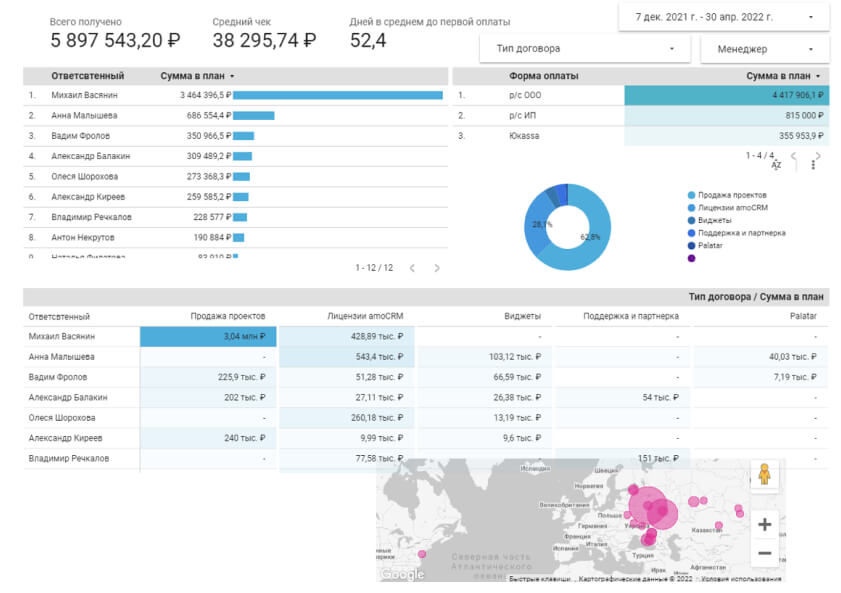 Всего получено
5 897 543,20 ₽
Средний чек
38 295,74 ₽
Дней в среднем до первой оплаты
52,4
7 дек. 2021 г. - 30 апр. 2022 г.
Тип договора
Менеджер
Ответсвтенный Сумма в план
1. Михаил Васянин 3 464 396,5 ₽
2. Анна Малышева 686 554,4 ₽
3. Вадим Фролов 350 966,5 ₽
4. Александр Балакин 309 489,2 ₽
5. Олеся Шорохова 273 368,3 ₽
6. Александр Киреев 259 585,2 ₽
7. Владимир Речкалов 228 577 ₽
8. Антон Некрутов 190 884 ₽
9. Наталья Филатова 83 910 ₽
1 - 12 / 12
Форма оплаты Сумма в план
1. р/с ООО 4 417 906,1 ₽
2. р/с ИП 815 000 ₽
3. Юкassa 355 953,9 ₽
1 - 4 / 4
AZ
28,1%
62,8%
Продажа проектов
Лицензии amoCRM
Виджеты
Поддержка и партнерка
Palatar
Тип договора / Сумма в план
Ответсвтенный Продажа проектов Лицензии amoCRM Виджеты Поддержка и партнерка Palatar
Михаил Васянин 3,04 млн ₽ 428,89 тыс. ₽ - - -
Анна Малышева - 543,4 тыс. ₽ 103,12 тыс. ₽ - 40,03 тыс. ₽
Вадим Фролов 225,9 тыс. ₽ 51,28 тыс. ₽ 66,59 тыс. ₽ - 7,19 тыс. ₽
Александр Балакин 202 тыс. ₽ 27,11 тыс. ₽ 26,38 тыс. ₽ 54 тыс. ₽ -
Олеся Шорохова - 260,18 тыс. ₽ 13,19 тыс. ₽ - -
Александр Киреев 240 тыс. ₽ 9,99 тыс. ₽ 9,6 тыс. ₽ - -
Владимир Речкалов - 77,58 тыс. ₽ - 151 тыс. ₽ -
Исландия
Швеция
Норвегия
Великобритания
Польша
Германия
Франция
Италия
Испания
Казахстан
Турция
Ирак
Афганистан
Северная часть
Атлантического
океана
Google
Быстрые клавиши
Картографические данные © 2022
Условия использования